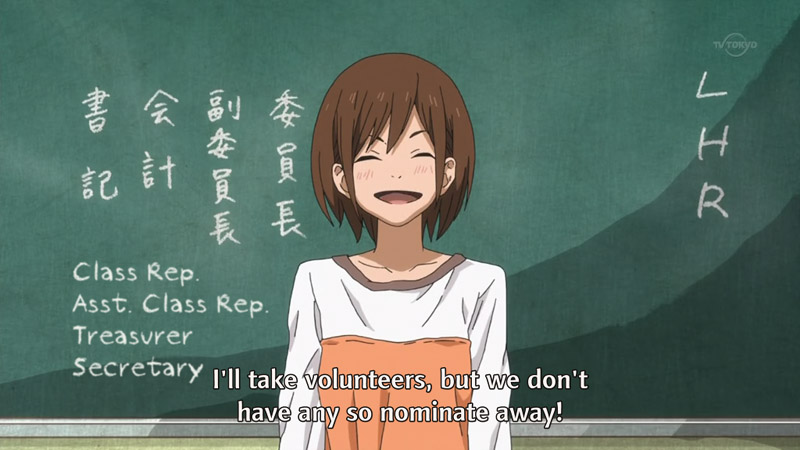 TV TOKYO
LHR
委員長
副委員長
会計
書記
Class Rep.
Asst. Class Rep.
Treasurer
Secretary
I'll take volunteers, but we don't
have any so nominate away!